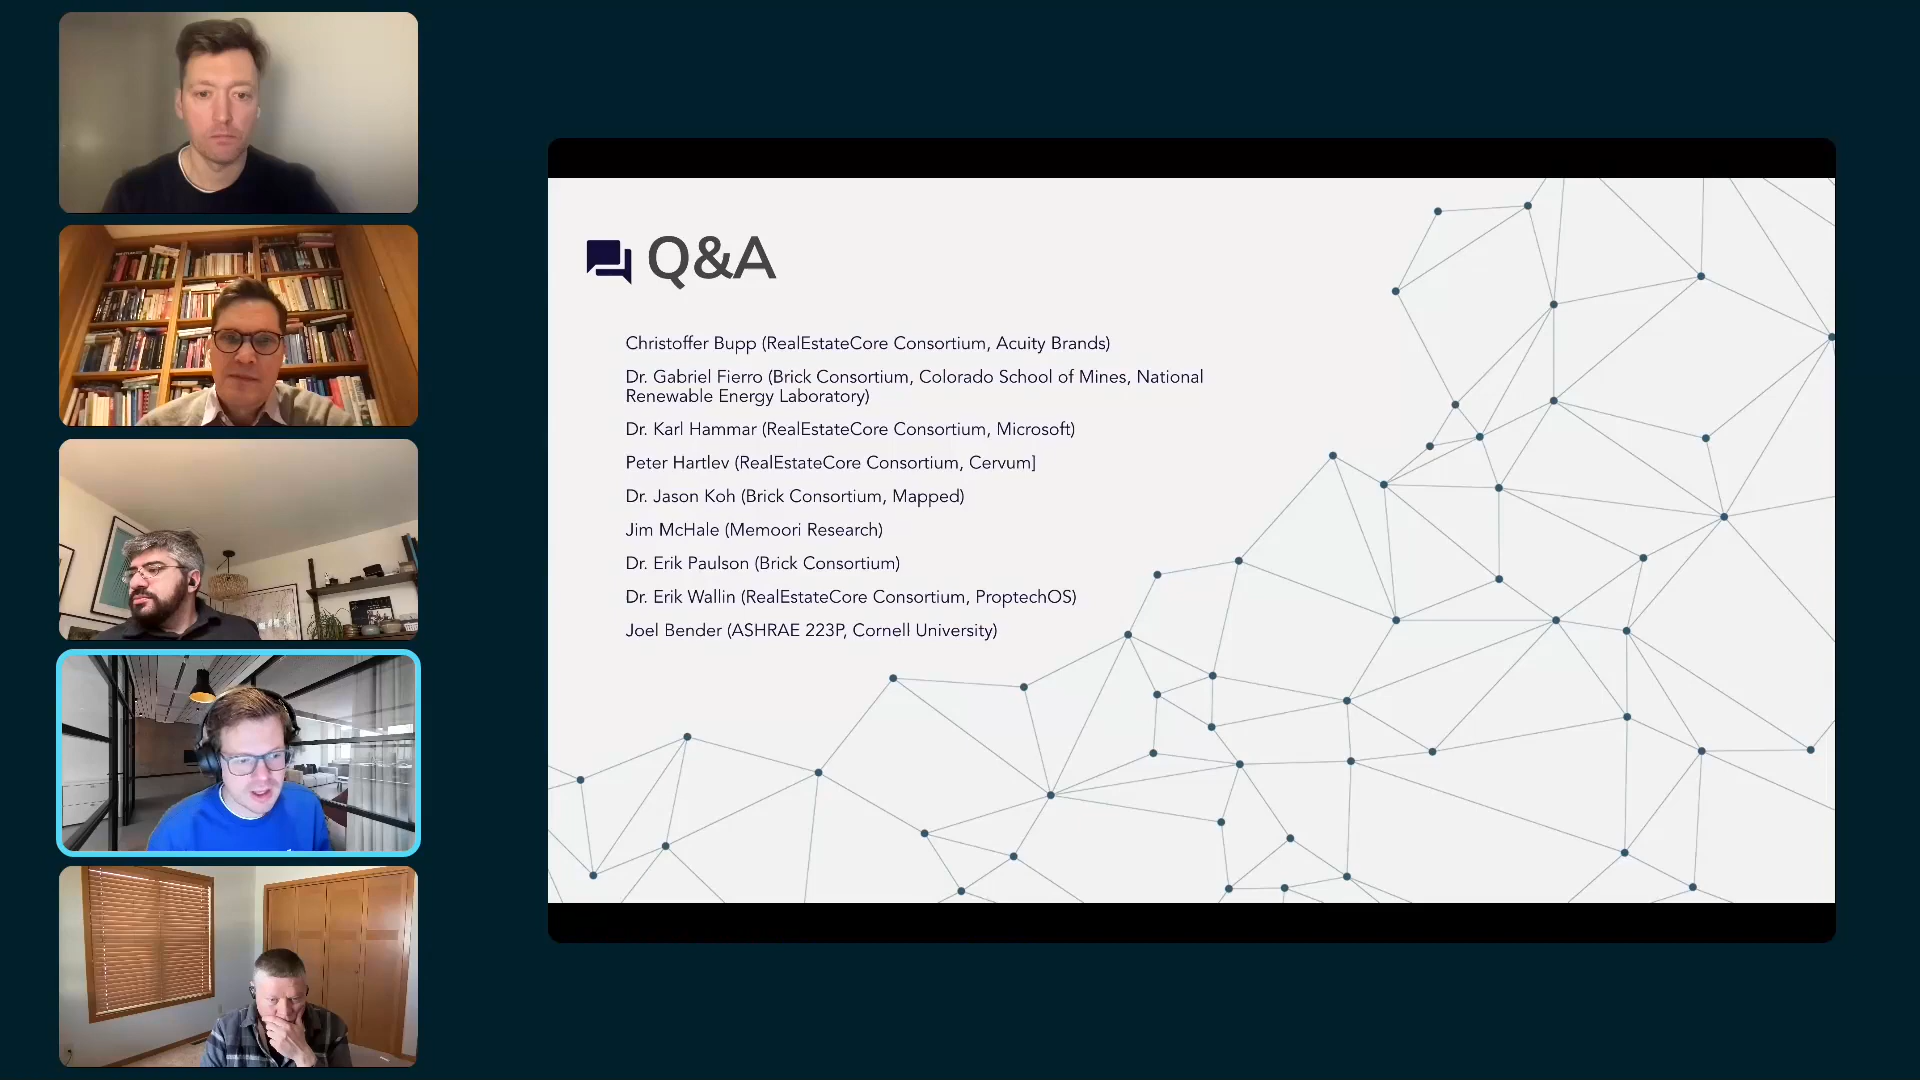 Q&A
Christoffer Bupp (RealEstateCore Consortium, Acuity Brands)
Dr. Gabriel Fierro (Brick Consortium, Colorado School of Mines, National
Renewable Energy Laboratory)
Dr. Karl Hammar (RealEstateCore Consortium, Microsoft)
Peter Hartlev (RealEstateCore Consortium, Cervum]
Dr. Jason Koh (Brick Consortium, Mapped)
Jim McHale (Memoori Research)
Dr. Erik Paulson (Brick Consortium)
Dr. Erik Wallin (RealEstateCore Consortium, ProptechOS)
Joel Bender (ASHRAE 223P, Cornell University)